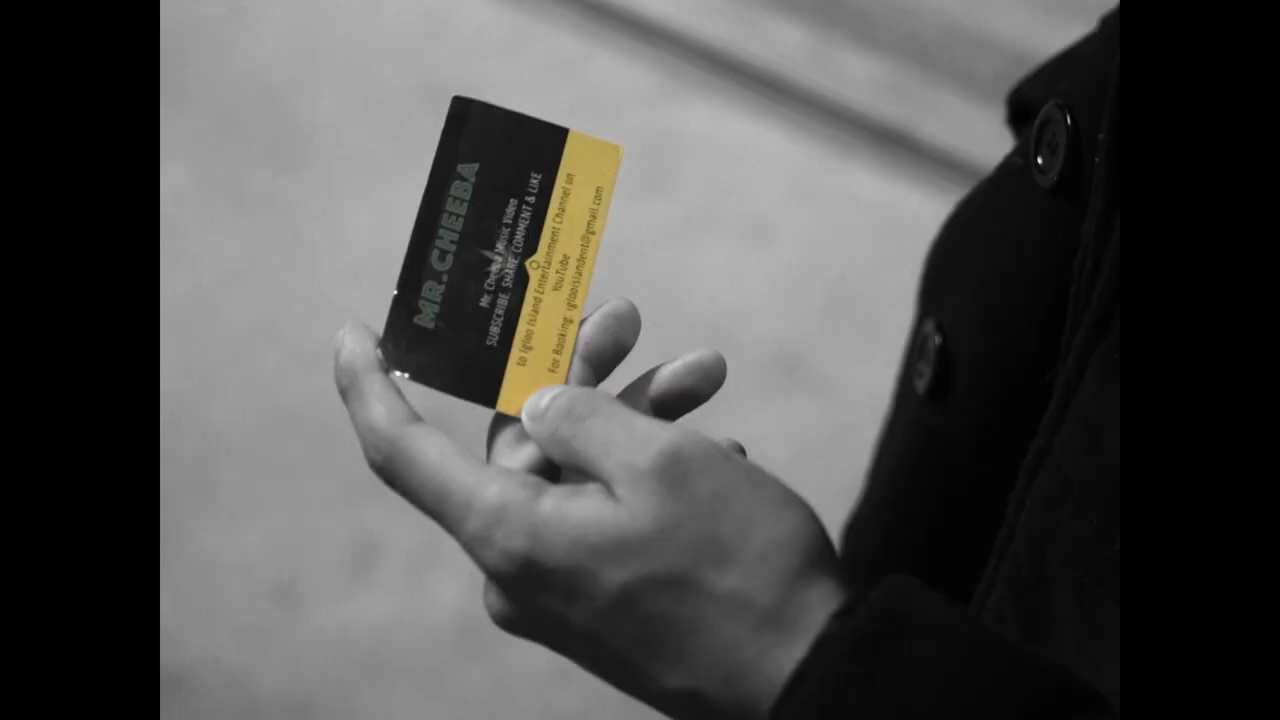 MR.CHEEBA
Mr. Cheeba Music Video
SUBSCRIBE, SHARE, COMMENT & LIKE
to Igloo Island Entertainment Channel on
YouTube
For Booking: iglooislandent@gmail.com